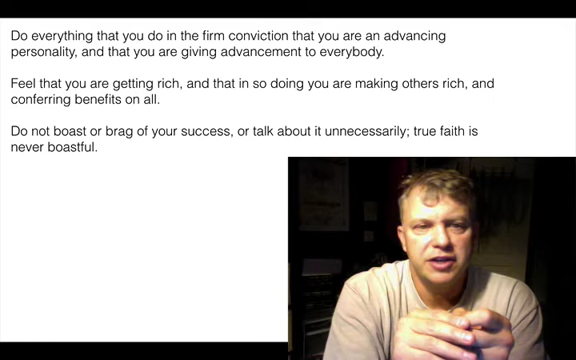 Do everything that you do in the firm conviction that you are an advancing
personality, and that you are giving advancement to everybody.
Feel that you are getting rich, and that in so doing you are making others rich, and
conferring benefits on all.
Do not boast or brag of your success, or talk about it unnecessarily; true faith is
never boastful.